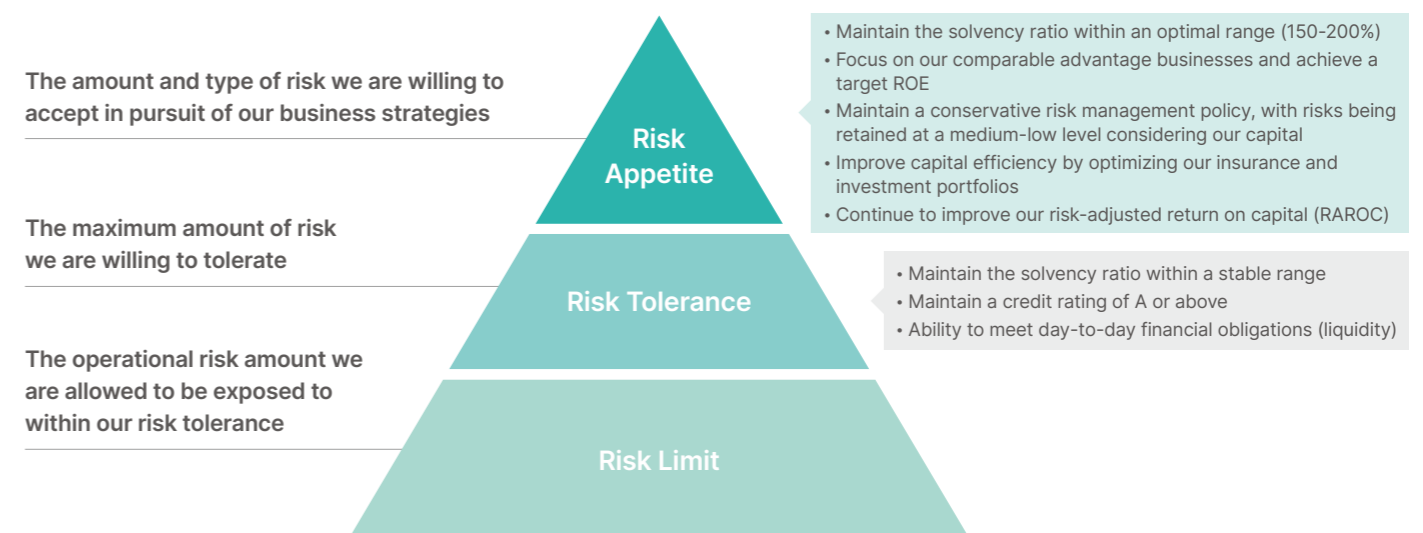 The amount and type of risk we are willing to
accept in pursuit of our business strategies
Risk
Appetite
• Maintain the solvency ratio within an optimal range (150-200%)
• Focus on our comparable advantage businesses and achieve a
target ROE
• Maintain a conservative risk management policy, with risks being
retained at a medium-low level considering our capital
• Improve capital efficiency by optimizing our insurance and
investment portfolios
• Continue to improve our risk-adjusted return on capital (RAROC)
The maximum amount of risk
we are willing to tolerate
Risk Tolerance
• Maintain the solvency ratio within a stable range
• Maintain a credit rating of A or above
• Ability to meet day-to-day financial obligations (liquidity)
The operational risk amount we
are allowed to be exposed to
within our risk tolerance
Risk Limit